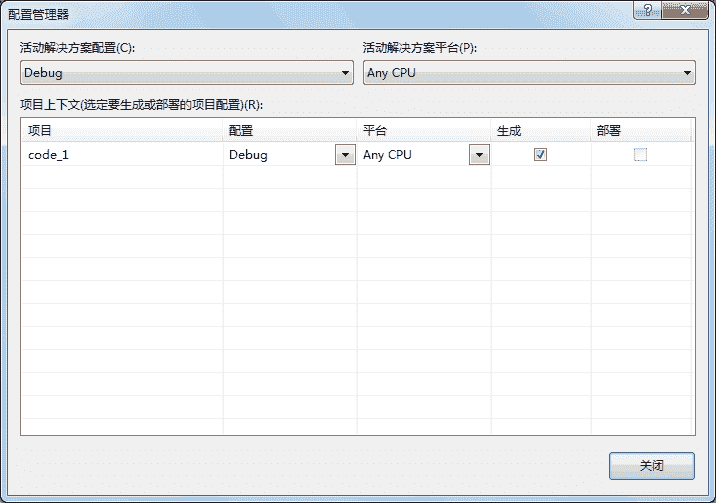 配置管理器
活动解决方案配置(C): 活动解决方案平台(P):
Debug Any CPU
项目上下文(选定要生成或部署的项目配置)(R):
项目 配置 平台 生成 部署
code_1 Debug Any CPU
关闭